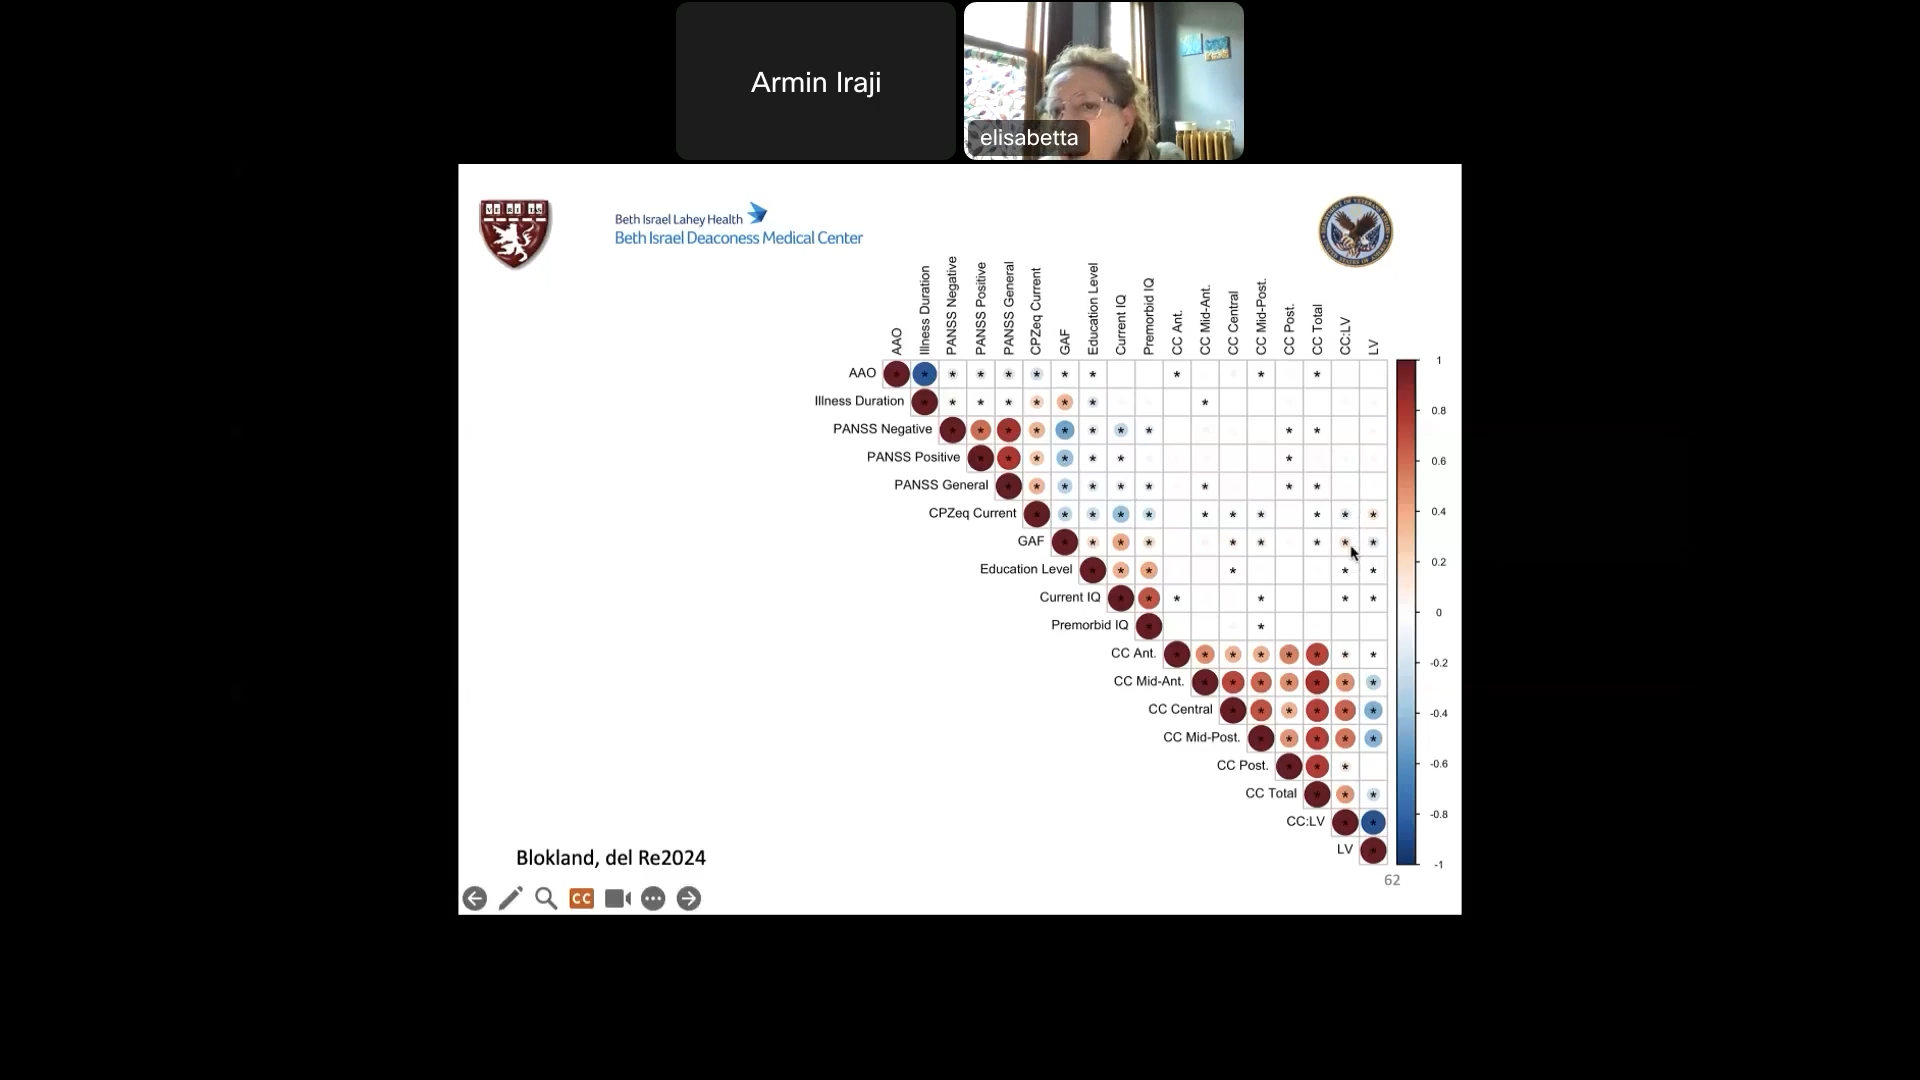 Armin Iraji
elisabetta
VE RI TAS
Beth Israel Lahey Health
Beth Israel Deaconess Medical Center
AAO
Illness Duration
PANSS Negative
PANSS Positive
PANSS General
CPZeq Current
GAF
Education Level
Current IQ
Premorbid IQ
CC Ant.
CC Mid-Ant.
CC Central
CC Mid-Post.
CC Post.
CC Total
CC:LV
LV
AAO
Illness Duration
PANSS Negative
PANSS Positive
PANSS General
CPZeq Current
GAF
Education Level
Current IQ
Premorbid IQ
CC Ant.
CC Mid-Ant.
CC Central
CC Mid-Post.
CC Post.
CC Total
CC:LV
LV
1
0.8
0.6
0.4
0.2
0
-0.2
-0.4
-0.6
-0.8
-1
Blokland, del Re2024
62
CC